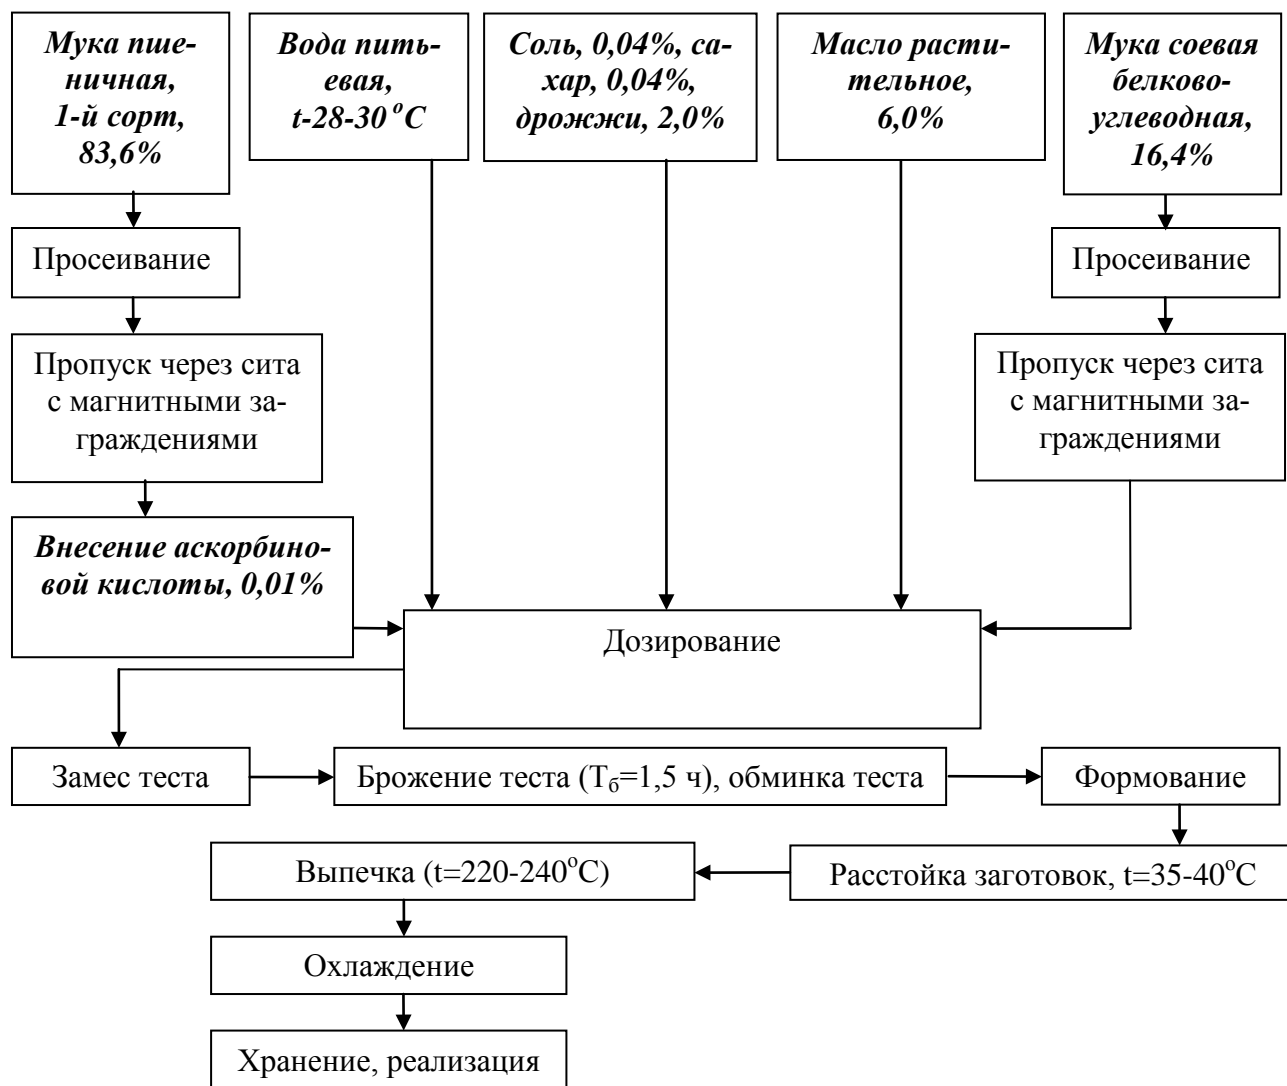 Мука пше-
ничная,
1-й сорт,
83,6%
Вода пить-
евая,
t-28-30 °C
Соль, 0,04%, са-
хар, 0,04%,
дрожжи, 2,0%
Масло расти-
тельное,
6,0%
Мука соевая
белково-
углеводная,
16,4%
Просеивание
Просеивание
Пропуск через сита
с магнитными за-
граждениями
Пропуск через сита
с магнитными за-
граждениями
Внесение аскорбино-
вой кислоты, 0,01%
Дозирование
Замес теста
Брожение теста (Тб=1,5 ч), обминка теста
Формование
Выпечка (t=220-240°С)
Расстойка заготовок, t=35-40°С
Охлаждение
Хранение, реализация